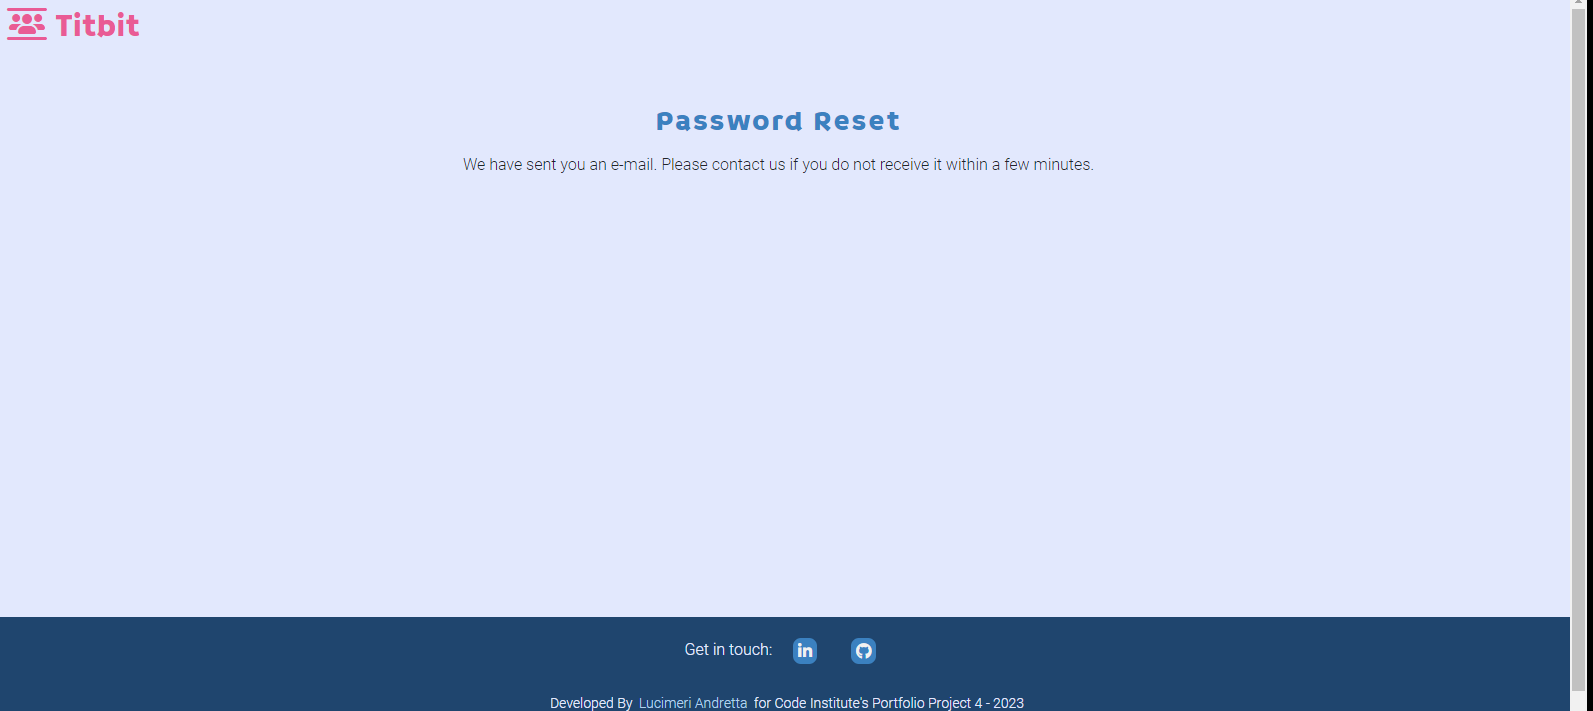 Titbit
Password Reset
We have sent you an e-mail. Please contact us if you do not receive it within a few minutes.
Get in touch:
Developed By Lucimeri Andretta for Code Institute's Portfolio Project 4 - 2023